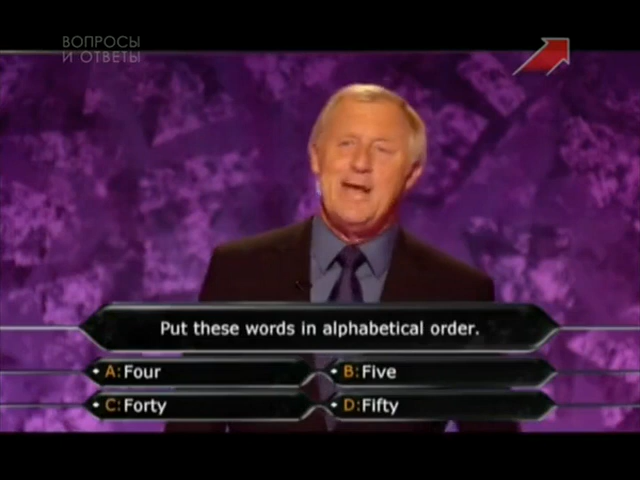 ВОПРОСЫ
И ОТВЕТЫ
Put these words in alphabetical order.
A: Four
B: Five
C: Forty
D: Fifty